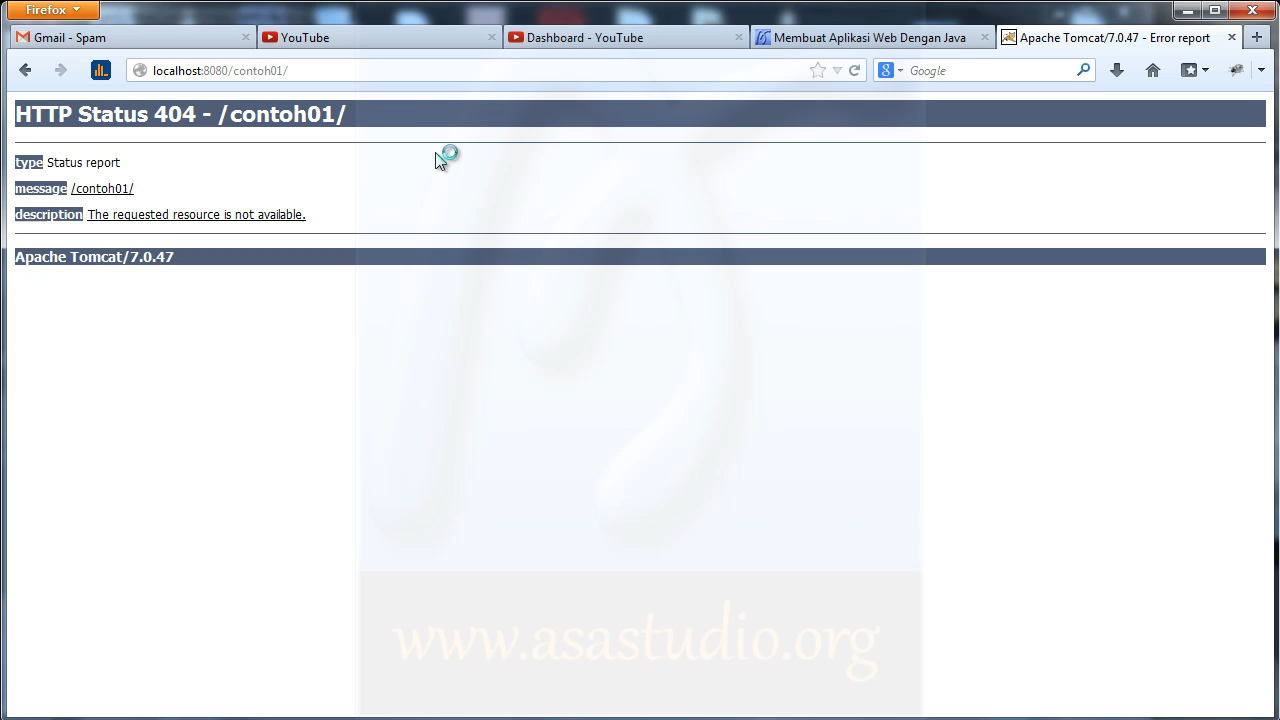 Firefox
Gmail - Spam
YouTube
Dashboard - YouTube
Membuat Aplikasi Web Dengan Java
Apache Tomcat/7.0.47 - Error report
localhost:8080/contoh01/
Google
HTTP Status 404 - /contoh01/
type Status report
message /contoh01/
description The requested resource is not available.
Apache Tomcat/7.0.47
www.asastudio.org